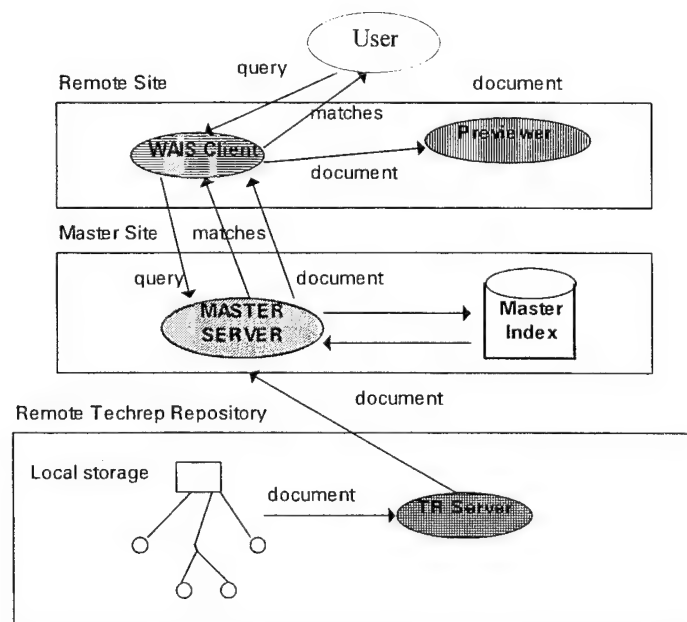 User
query
Remote Site
document
matches
WAIS Client
Previewer
document
Master Site
matches
query
document
MASTER
SERVER
Master
Index
document
Remote Techrep Repository
Local storage
document
TR Server